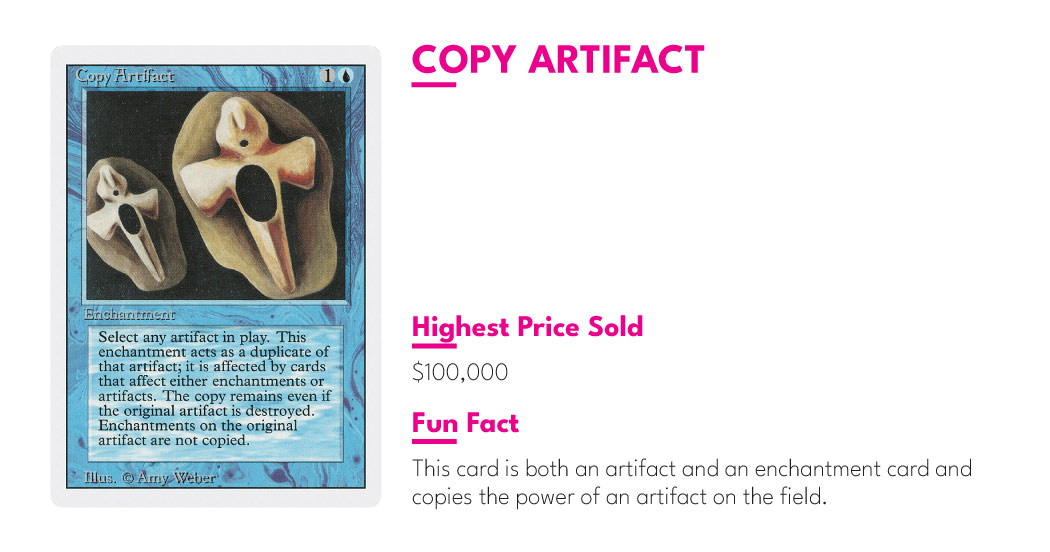 Copy Artifact
1
Enchantment
Select any artifact in play. This
enchantment acts as a duplicate of
that artifact; it is affected by cards
that affect either enchantments or
artifacts. The copy remains even if
the original artifact is destroyed.
Enchantments on the original
artifact are not copied.
Illus. © Amy Weber
COPY ARTIFACT
Highest Price Sold
$100,000
Fun Fact
This card is both an artifact and an enchantment card and
copies the power of an artifact on the field.